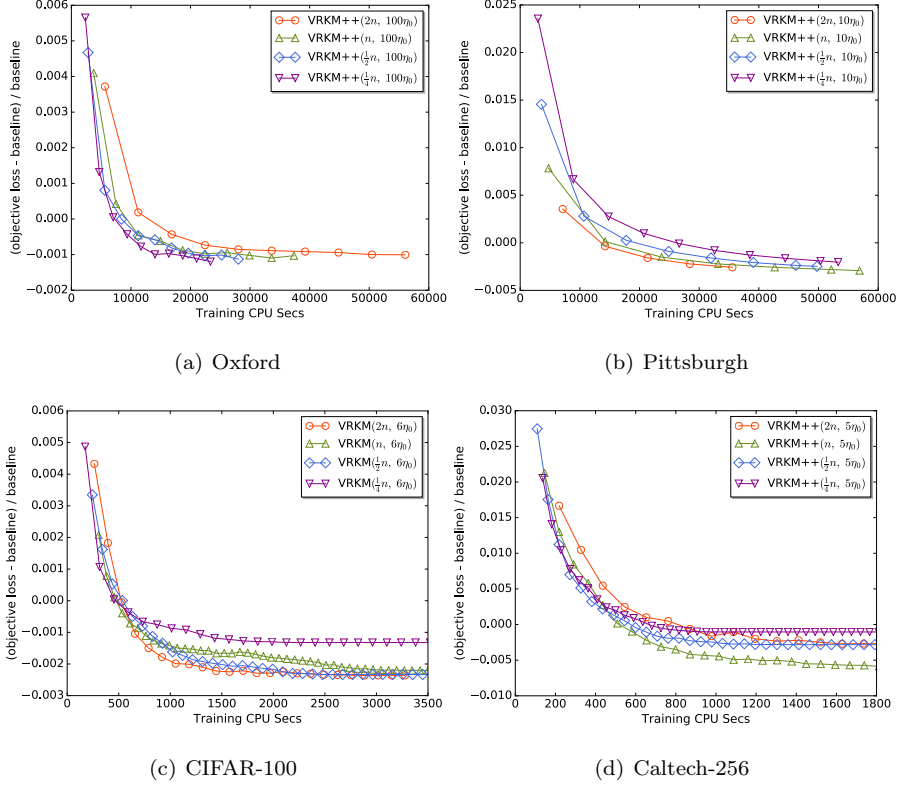 0.006
0.005
0.004
0.003
0.002
0.001
0.000
−0.001
−0.002
0 10000 20000 30000 40000 50000 60000
Training CPU Secs
(objective loss - baseline) / baseline
VRKM++(2n, 100η₀)
VRKM++(n, 100η₀)
VRKM++(½n, 100η₀)
VRKM++(¼n, 100η₀)
(a) Oxford
0.025
0.020
0.015
0.010
0.005
0.000
−0.005
0 10000 20000 30000 40000 50000 60000
Training CPU Secs
(objective loss - baseline) / baseline
VRKM++(2n, 10η₀)
VRKM++(n, 10η₀)
VRKM++(½n, 10η₀)
VRKM++(¼n, 10η₀)
(b) Pittsburgh
0.006
0.005
0.004
0.003
0.002
0.001
0.000
−0.001
−0.002
−0.003
0 500 1000 1500 2000 2500 3000 3500
Training CPU Secs
(objective loss - baseline) / baseline
VRKM(2n, 6η₀)
VRKM(n, 6η₀)
VRKM(½n, 6η₀)
VRKM(¼n, 6η₀)
(c) CIFAR-100
0.030
0.025
0.020
0.015
0.010
0.005
0.000
−0.005
−0.010
0 200 400 600 800 1000 1200 1400 1600 1800
Training CPU Secs
(objective loss - baseline) / baseline
VRKM++(2n, 5η₀)
VRKM++(n, 5η₀)
VRKM++(½n, 5η₀)
VRKM++(¼n, 5η₀)
(d) Caltech-256